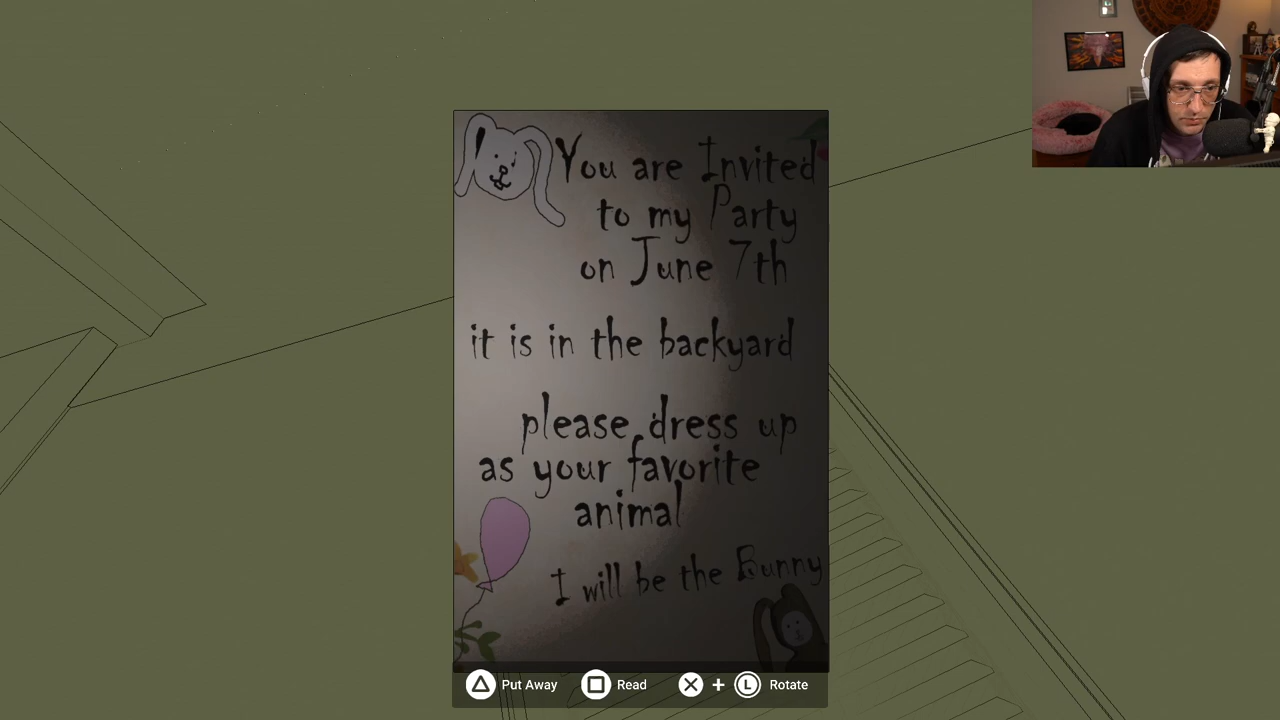 You are Invited
to my Party
on June 7th
it is in the backyard
please dress up
as your favorite
animal
I will be the Bunny
Put Away
Read
+ L Rotate